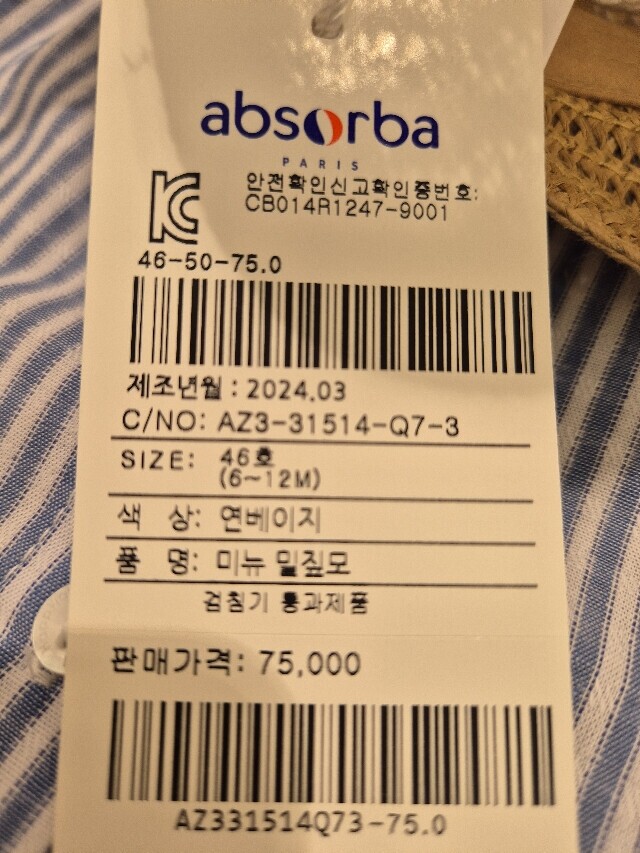 absorba
PARIS
안전확인신고확인증번호:
CB014R1247-9001
46-50-75.0
제조년월 : 2024.03
C/NO: AZ3-31514-Q7-3
SIZE: 46호
(6~12M)
색 상: 연베이지
품 명: 미뉴 밀짚모
검침기 통과제품
판매가격: 75,000
AZ331514Q73-75.0